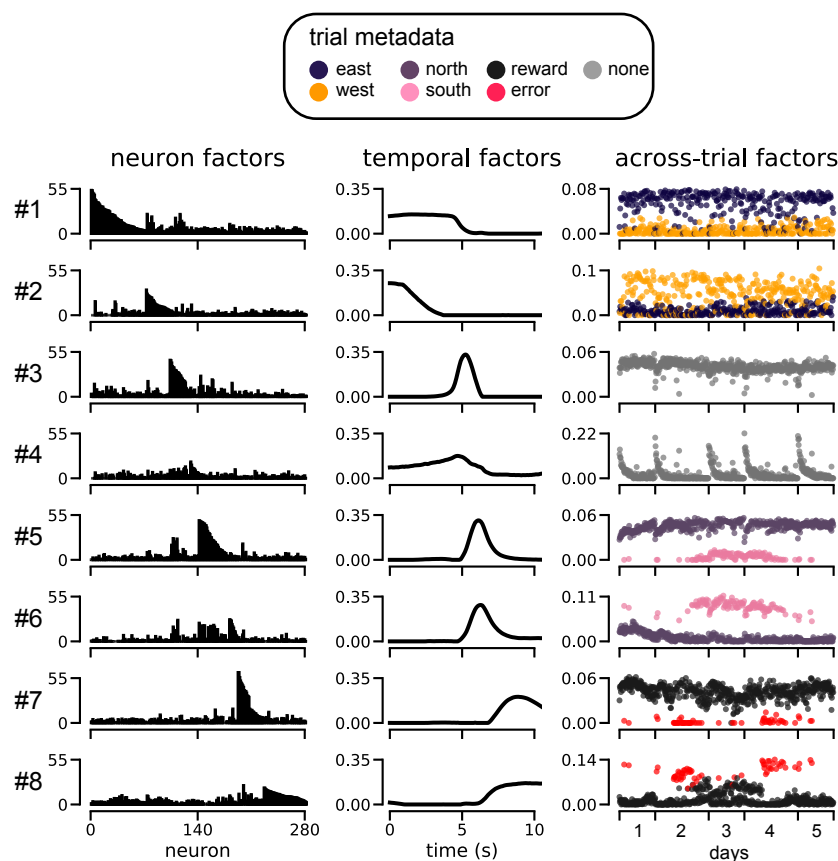 trial metadata
east north reward none
west south error
neuron factors temporal factors across-trial factors
#1 55 0 0.35 0.00 0.08 0.00
#2 55 0 0.35 0.00 0.1 0.0
#3 55 0 0.35 0.00 0.06 0.00
#4 55 0 0.35 0.00 0.22 0.00
#5 55 0 0.35 0.00 0.06 0.00
#6 55 0 0.35 0.00 0.11 0.00
#7 55 0 0.35 0.00 0.06 0.00
#8 55 0 0.35 0.00 0.14 0.00
0 140 280 0 5 10 1 2 3 4 5
neuron time (s) days